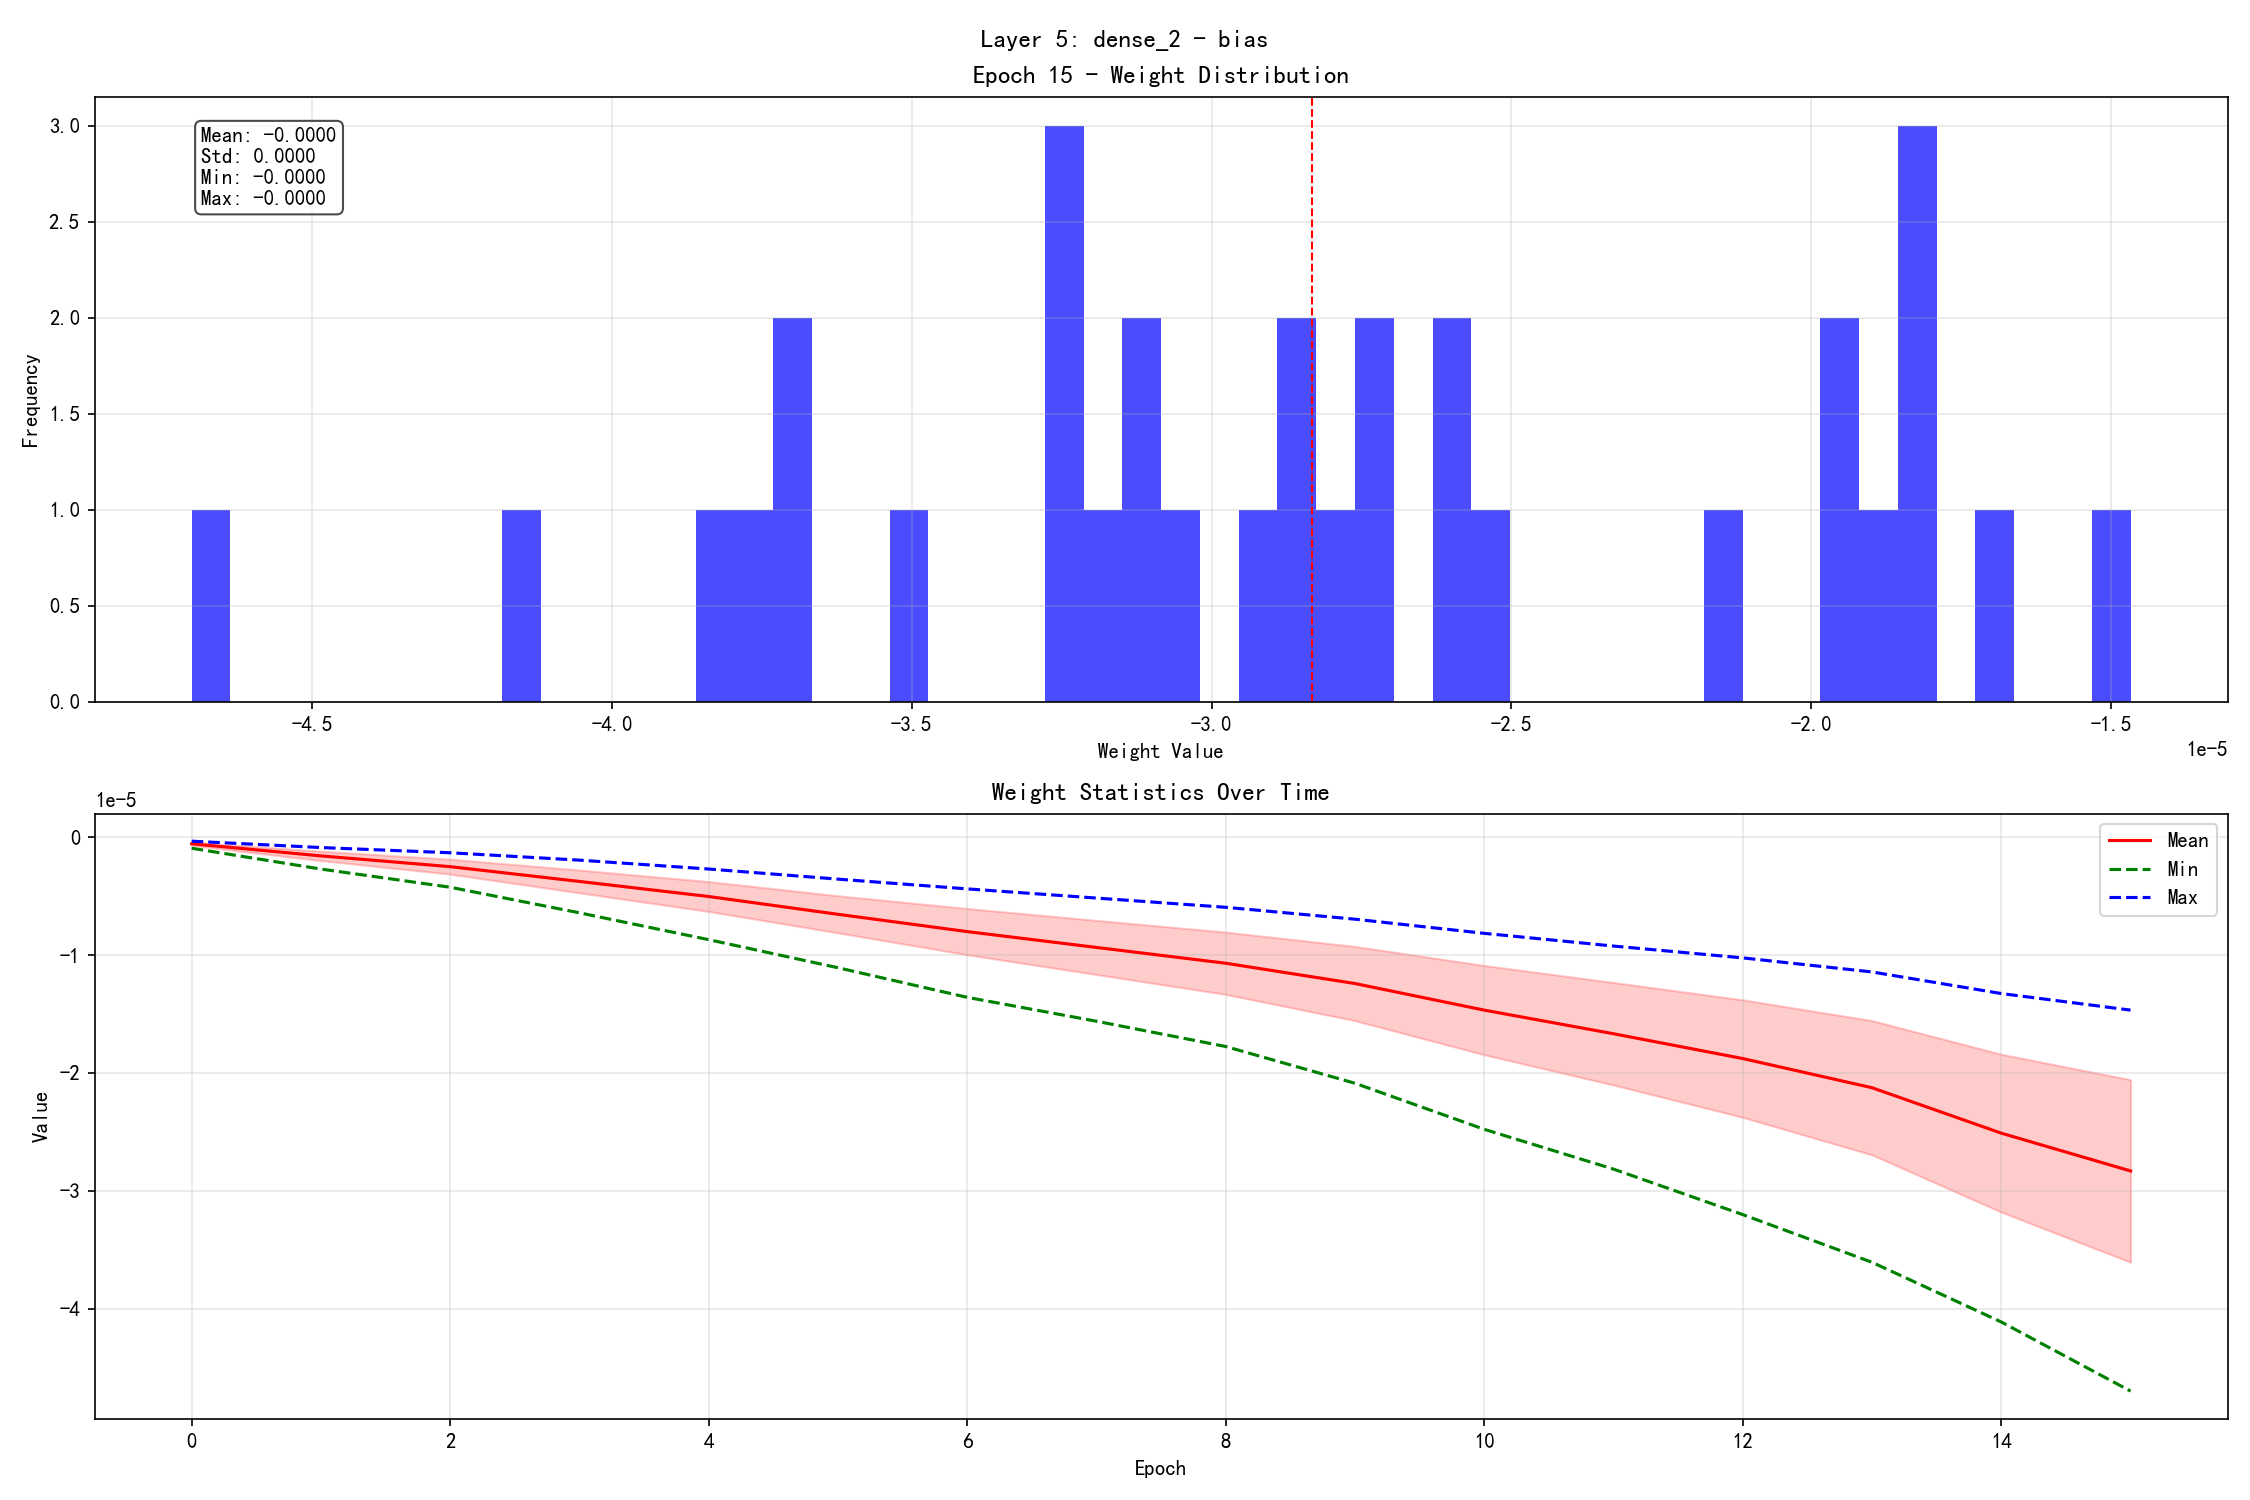 Layer 5: dense_2 - bias
Epoch 15 - Weight Distribution
Mean: -0.0000
Std: 0.0000
Min: -0.0000
Max: -0.0000
3.0
2.5
2.0
1.5
1.0
0.5
0.0
Frequency
-4.5 -4.0 -3.5 -3.0 -2.5 -2.0 -1.5
1e-5
Weight Value
Weight Statistics Over Time
1e-5
Mean
Min
Max
0
-1
-2
-3
-4
Value
0 2 4 6 8 10 12 14
Epoch